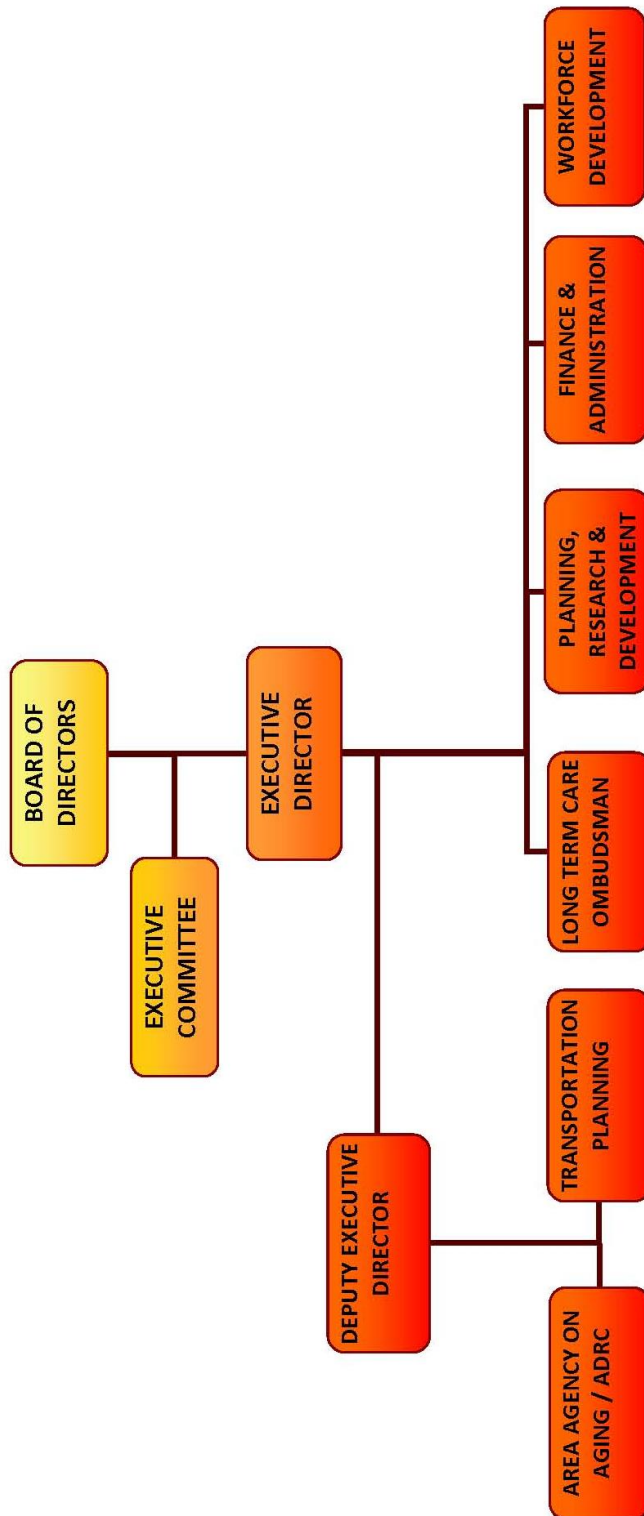 BOARD OF
DIRECTORS
EXECUTIVE
COMMITTEE
EXECUTIVE
DIRECTOR
DEPUTY EXECUTIVE
DIRECTOR
AREA AGENCY ON
AGING / ADRC
TRANSPORTATION
PLANNING
LONG TERM CARE
OMBUDSMAN
PLANNING,
RESEARCH &
DEVELOPMENT
FINANCE &
ADMINISTRATION
WORKFORCE
DEVELOPMENT